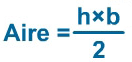 Aire = h×b
2